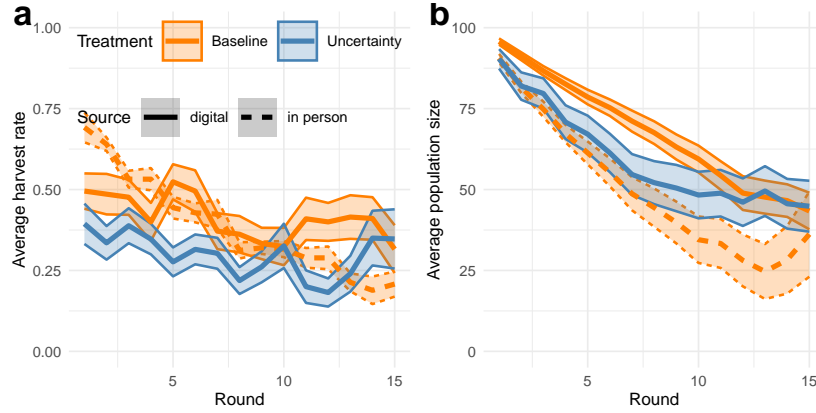 a
1.00
Treatment Baseline Uncertainty
0.75
Source digital in person
0.50
0.25
0.00
Average harvest rate
5 10 15
Round
b
100
75
50
25
0
Average population size
5 10 15
Round